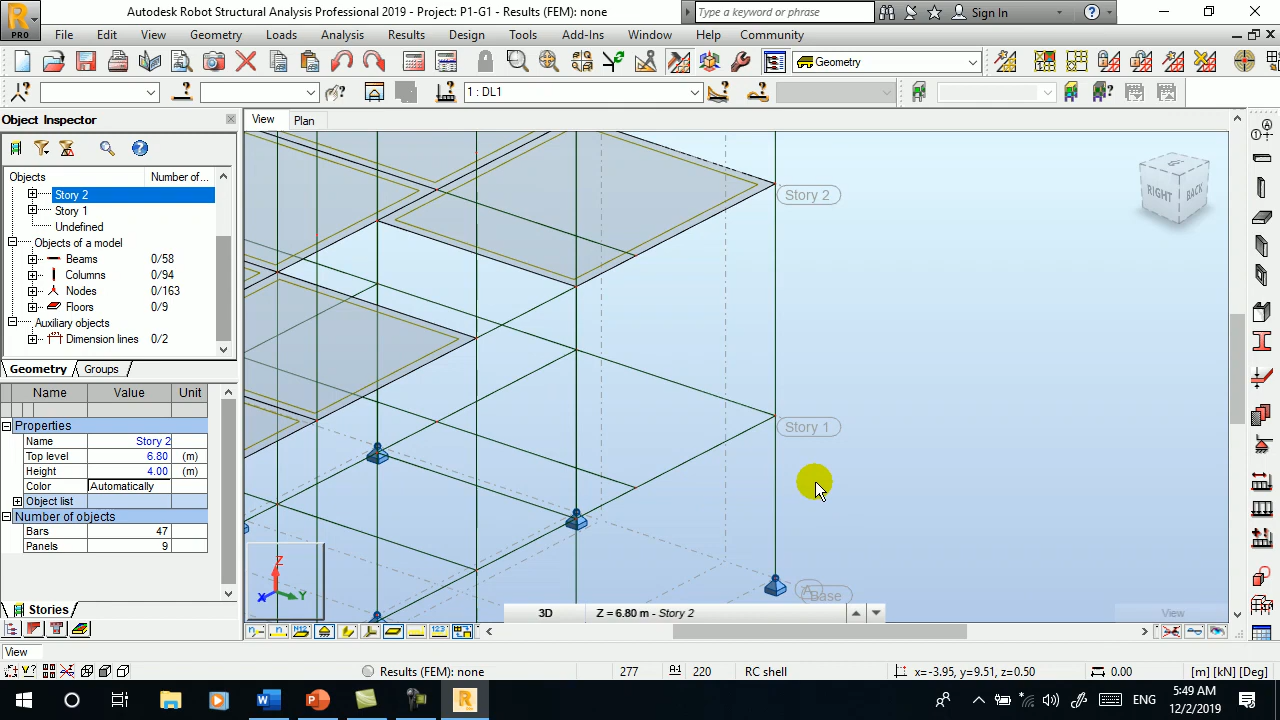 Autodesk Robot Structural Analysis Professional 2019 - Project: P1-G1 - Results (FEM): none
Type a keyword or phrase
Sign In
PRO
File Edit View Geometry Loads Analysis Results Design Tools Add-Ins Window Help Community
Geometry
1 : DL1
Object Inspector
View Plan
Objects Number of...
Story 2
Story 1
Undefined
Objects of a model
Beams 0/58
Columns 0/94
Nodes 0/163
Floors 0/9
Auxiliary objects
Dimension lines 0/2
Geometry Groups
Name Value Unit
Properties
Name Story 2
Top level 6.80 (m)
Height 4.00 (m)
Color Automatically
Object list
Number of objects
Bars 47
Panels 9
Stories
Story 2
Story 1
A
Base
RIGHT BACK
Z
X Y
3D Z = 6.80 m - Story 2
View
View
Results (FEM): none 277 220 RC shell x=-3.95, y=9.51, z=0.50 0.00 [m] [kN] [Deg]
ENG
5:49 AM
12/2/2019